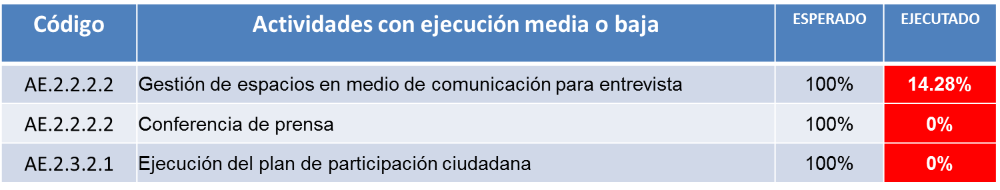 Código Actividades con ejecución media o baja ESPERADO EJECUTADO
AE.2.2.2.2 Gestión de espacios en medio de comunicación para entrevista 100% 14.28%
AE.2.2.2.2 Conferencia de prensa 100% 0%
AE.2.3.2.1 Ejecución del plan de participación ciudadana 100% 0%